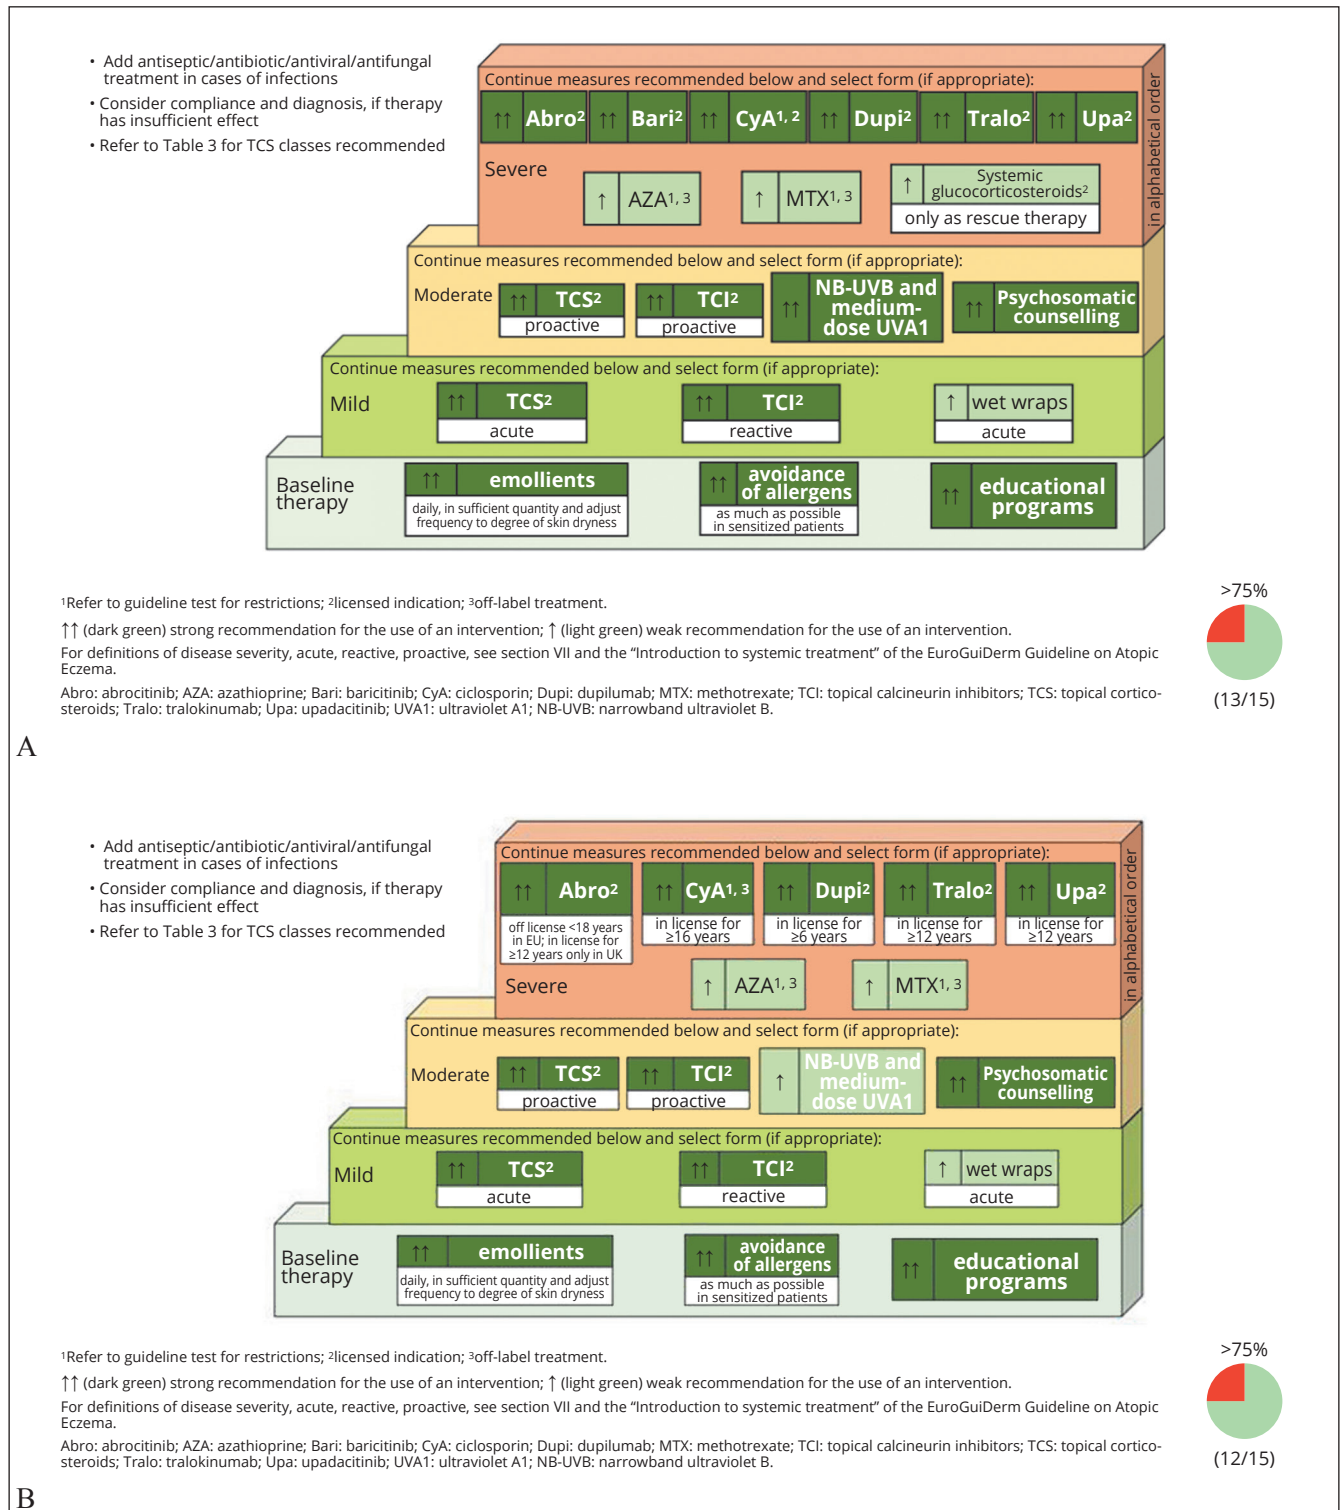 • Add antiseptic/antibiotic/antiviral/antifungal
treatment in cases of infections
• Consider compliance and diagnosis, if therapy
has insufficient effect
• Refer to Table 3 for TCS classes recommended
Continue measures recommended below and select form (if appropriate):
↑↑ Abro² ↑↑ Bari² ↑↑ CyA¹, ² ↑↑ Dupi² ↑↑ Tralo² ↑↑ Upa²
Severe
↑ AZA¹, ³
↑ MTX¹, ³
↑ Systemic
glucocorticosteroids²
only as rescue therapy
in alphabetical order
Continue measures recommended below and select form (if appropriate):
Moderate
↑↑ TCS²
proactive
↑↑ TCI²
proactive
↑↑ NB-UVB and
medium-
dose UVA1
↑↑ Psychosomatic
counselling
Continue measures recommended below and select form (if appropriate):
Mild
↑↑ TCS²
acute
↑↑ TCI²
reactive
↑ wet wraps
acute
Baseline
therapy
↑↑ emollients
daily, in sufficient quantity and adjust
frequency to degree of skin dryness
↑↑ avoidance
of allergens
as much as possible
in sensitized patients
↑↑ educational
programs
¹Refer to guideline test for restrictions; ²licensed indication; ³off-label treatment.
↑↑ (dark green) strong recommendation for the use of an intervention; ↑ (light green) weak recommendation for the use of an intervention.
For definitions of disease severity, acute, reactive, proactive, see section VII and the “Introduction to systemic treatment” of the EuroGuiDerm Guideline on Atopic
Eczema.
Abro: abrocitinib; AZA: azathioprine; Bari: baricitinib; CyA: ciclosporin; Dupi: dupilumab; MTX: methotrexate; TCI: topical calcineurin inhibitors; TCS: topical cortico-
steroids; Tralo: tralokinumab; Upa: upadacitinib; UVA1: ultraviolet A1; NB-UVB: narrowband ultraviolet B.
>75%
(13/15)
A
• Add antiseptic/antibiotic/antiviral/antifungal
treatment in cases of infections
• Consider compliance and diagnosis, if therapy
has insufficient effect
• Refer to Table 3 for TCS classes recommended
Continue measures recommended below and select form (if appropriate):
↑↑ Abro²
off license <18 years
in EU; in license for
≥12 years only in UK
↑↑ CyA¹, ³
in license for
≥16 years
↑↑ Dupi²
in license for
≥6 years
↑↑ Tralo²
in license for
≥12 years
↑↑ Upa²
in license for
≥12 years
Severe
↑ AZA¹, ³
↑ MTX¹, ³
in alphabetical order
Continue measures recommended below and select form (if appropriate):
Moderate
↑↑ TCS²
proactive
↑↑ TCI²
proactive
↑ NB-UVB and
medium-
dose UVA1
↑↑ Psychosomatic
counselling
Continue measures recommended below and select form (if appropriate):
Mild
↑↑ TCS²
acute
↑↑ TCI²
reactive
↑ wet wraps
acute
Baseline
therapy
↑↑ emollients
daily, in sufficient quantity and adjust
frequency to degree of skin dryness
↑↑ avoidance
of allergens
as much as possible
in sensitized patients
↑↑ educational
programs
¹Refer to guideline test for restrictions; ²licensed indication; ³off-label treatment.
↑↑ (dark green) strong recommendation for the use of an intervention; ↑ (light green) weak recommendation for the use of an intervention.
For definitions of disease severity, acute, reactive, proactive, see section VII and the “Introduction to systemic treatment” of the EuroGuiDerm Guideline on Atopic
Eczema.
Abro: abrocitinib; AZA: azathioprine; Bari: baricitinib; CyA: ciclosporin; Dupi: dupilumab; MTX: methotrexate; TCI: topical calcineurin inhibitors; TCS: topical cortico-
steroids; Tralo: tralokinumab; Upa: upadacitinib; UVA1: ultraviolet A1; NB-UVB: narrowband ultraviolet B.
>75%
(12/15)
B